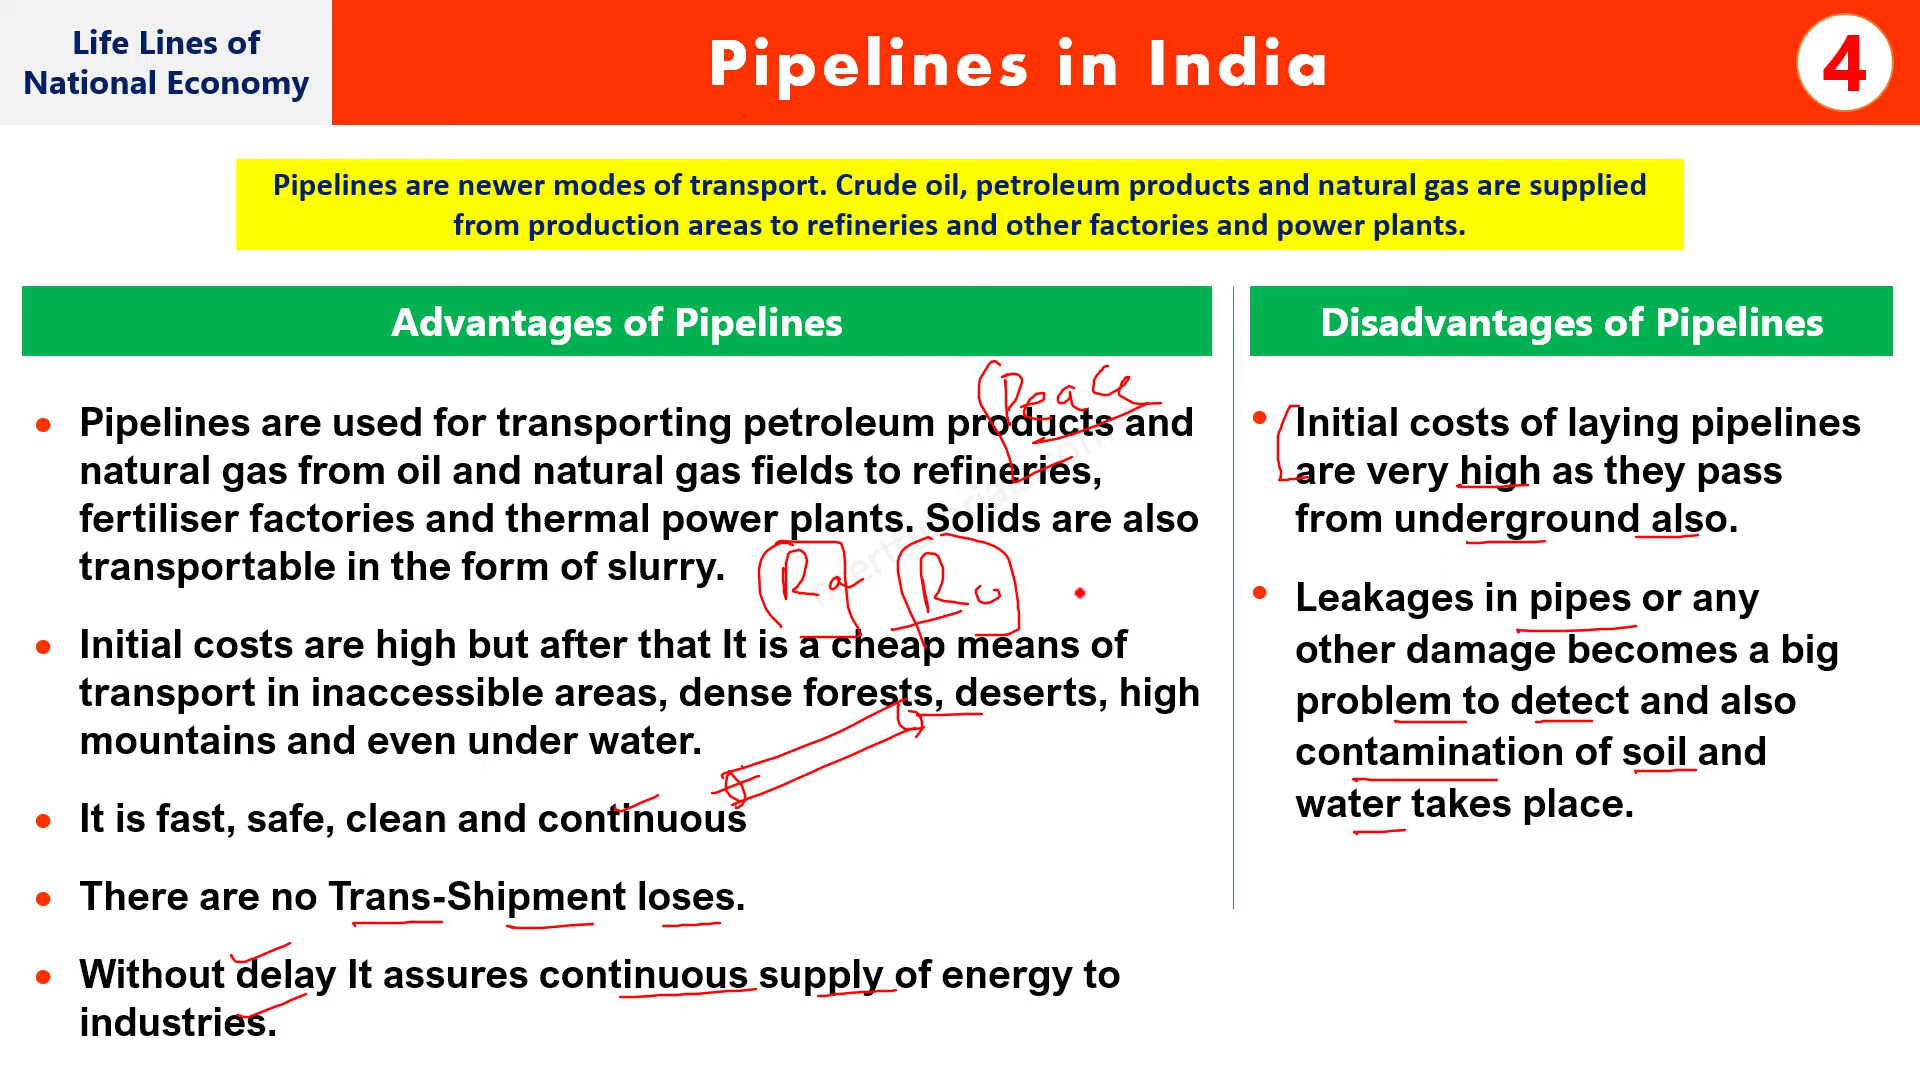 Life Lines of
National Economy
Pipelines in India
4
Pipelines are newer modes of transport. Crude oil, petroleum products and natural gas are supplied
from production areas to refineries and other factories and power plants.
Advantages of Pipelines
Peace
• Pipelines are used for transporting petroleum products and
natural gas from oil and natural gas fields to refineries,
fertiliser factories and thermal power plants. Solids are also
transportable in the form of slurry.
Ra Ro
• Initial costs are high but after that It is a cheap means of
transport in inaccessible areas, dense forests, deserts, high
mountains and even under water.
• It is fast, safe, clean and continuous
• There are no Trans-Shipment loses.
• Without delay It assures continuous supply of energy to
industries.
Disadvantages of Pipelines
• Initial costs of laying pipelines
are very high as they pass
from underground also.
• Leakages in pipes or any
other damage becomes a big
problem to detect and also
contamination of soil and
water takes place.